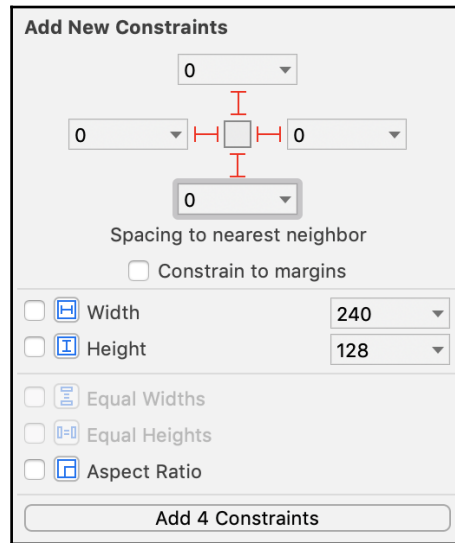 Add New Constraints
0
0 0
0
Spacing to nearest neighbor
Constrain to margins
Width 240
Height 128
Equal Widths
Equal Heights
Aspect Ratio
Add 4 Constraints